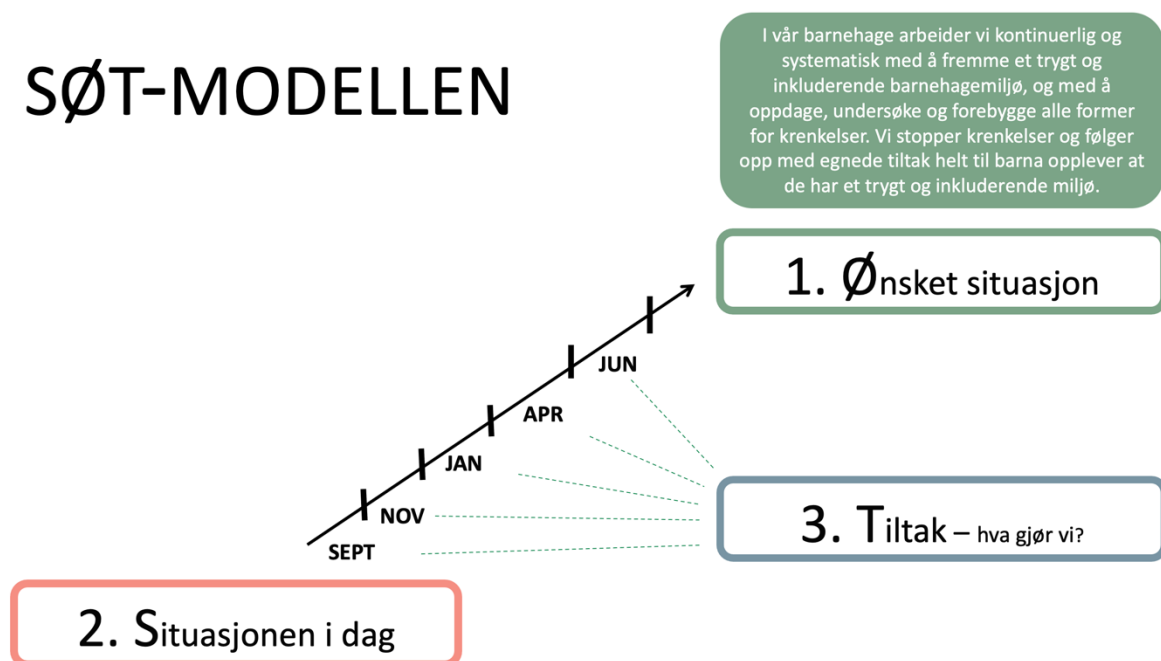 SØT-MODELLEN
I vår barnehage arbeider vi kontinuerlig og
systematisk med å fremme et trygt og
inkluderende barnehagemiljø, og med å
oppdage, undersøke og forebygge alle former
for krenkelser. Vi stopper krenkelser og følger
opp med egnede tiltak helt til barna opplever at
de har et trygt og inkluderende miljø.
1. Ønsket situasjon
JUN
APR
JAN
NOV
SEPT
3. Tiltak – hva gjør vi?
2. Situasjonen i dag